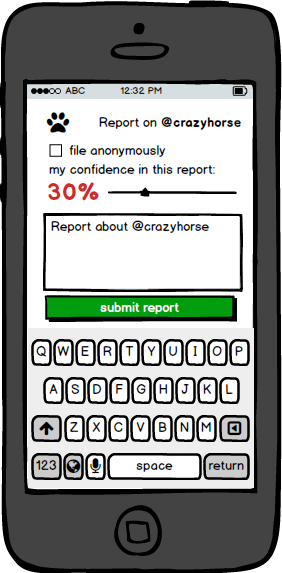 ABC 12:32 PM
Report on @crazyhorse
file anonymously
my confidence in this report:
30%
Report about @crazyhorse
submit report
Q W E R T Y U I O P
A S D F G H J K L
Z X C V B N M
123 space return